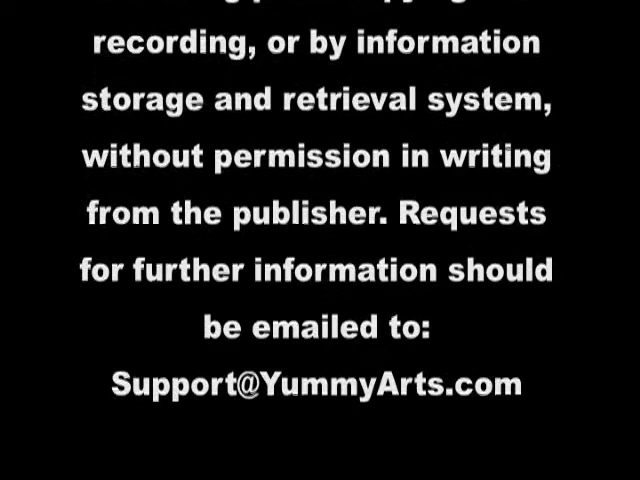 recording, or by information
storage and retrieval system,
without permission in writing
from the publisher. Requests
for further information should
be emailed to:
Support@YummyArts.com